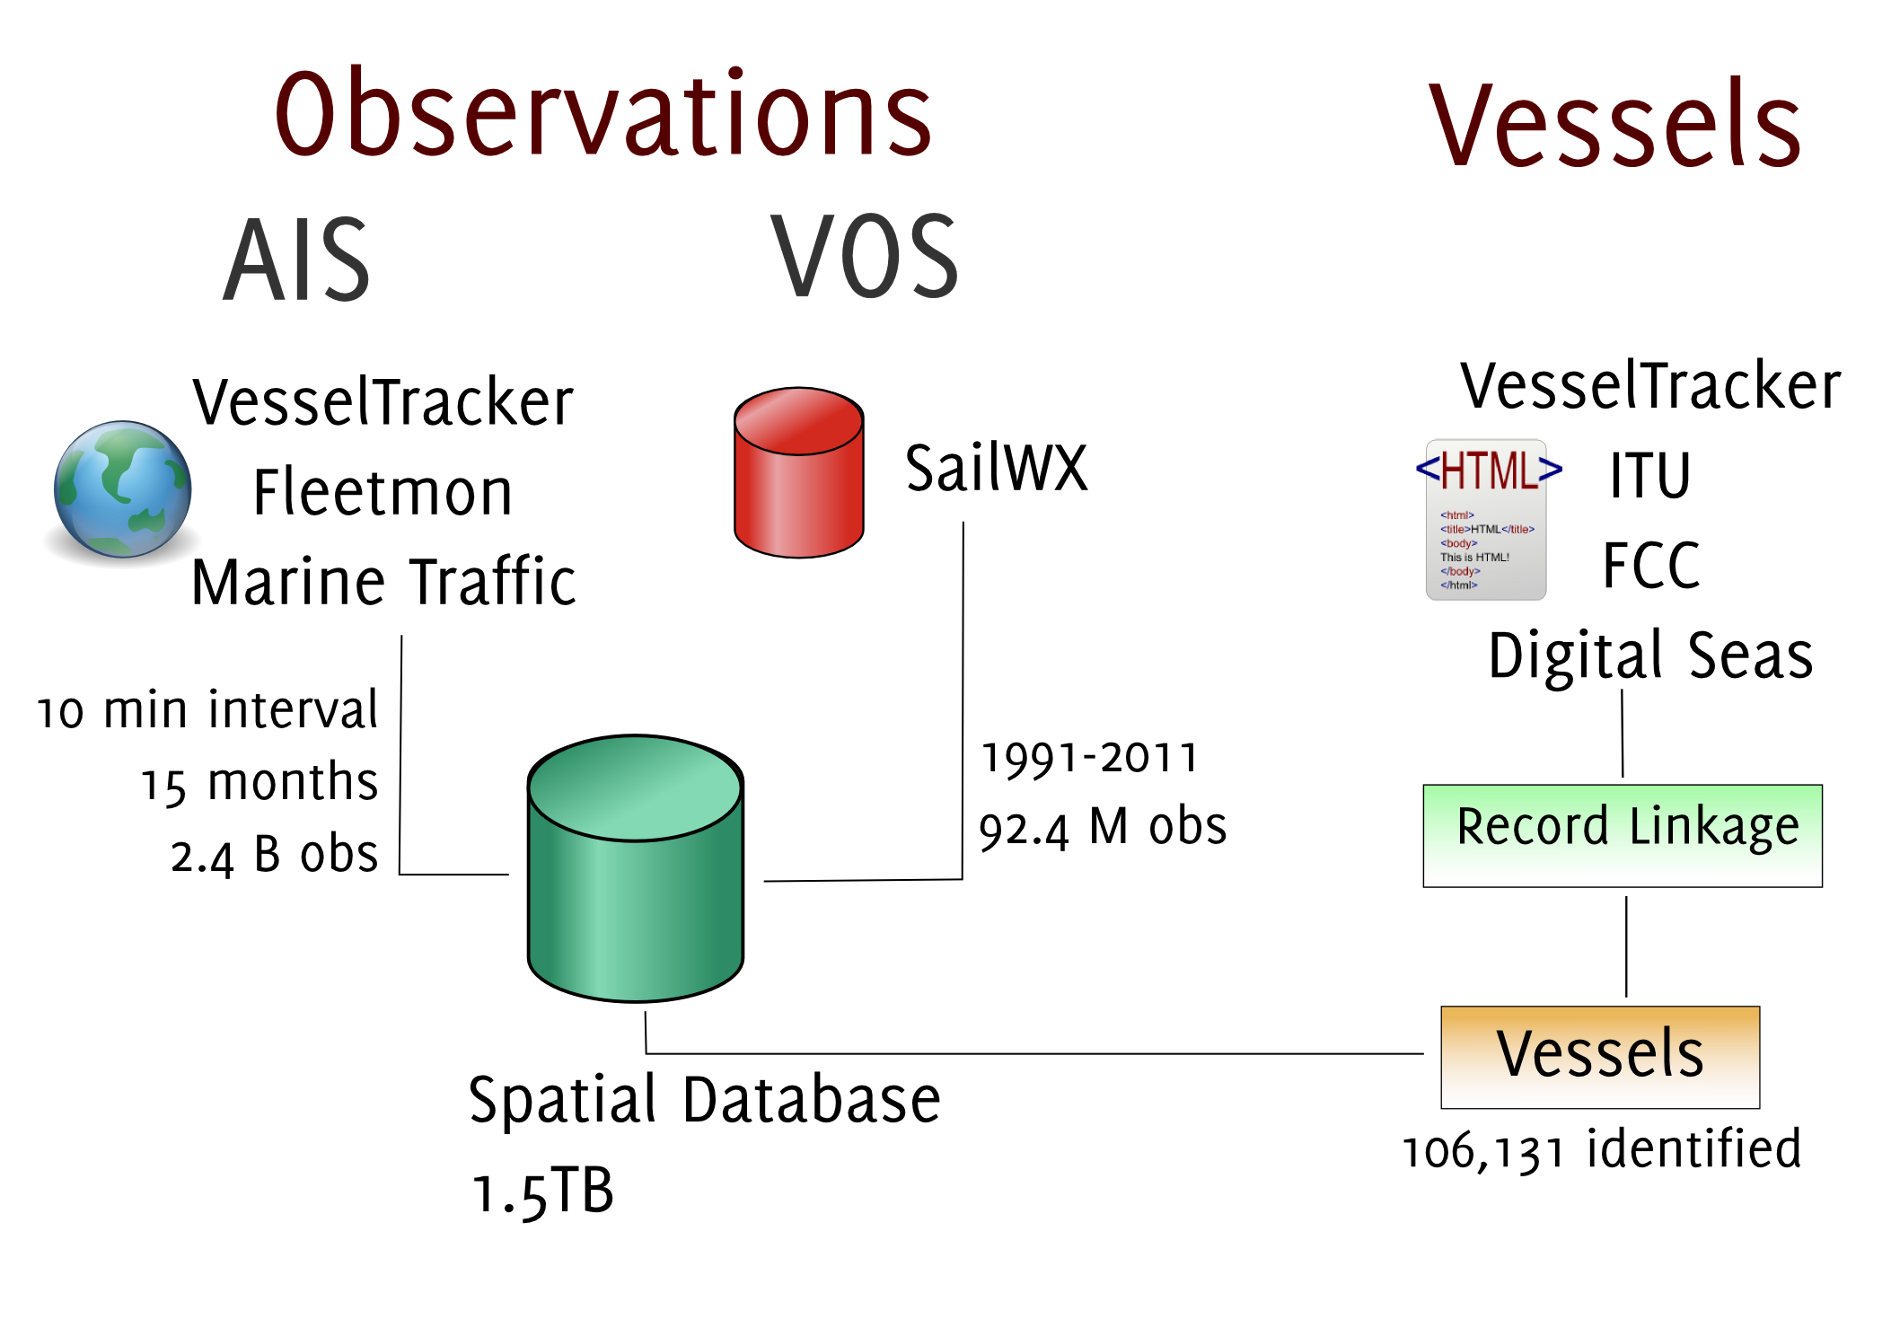 Observations
Vessels
AIS
VOS
VesselTracker
Fleetmon
Marine Traffic
SailWX
VesselTracker
ITU
FCC
Digital Seas
<HTML>
<html>
<title>HTML</title>
<body>
This is HTML!
</body>
</html>
10 min interval
15 months
2.4 B obs
1991-2011
92.4 M obs
Record Linkage
Vessels
106,131 identified
Spatial Database
1.5TB